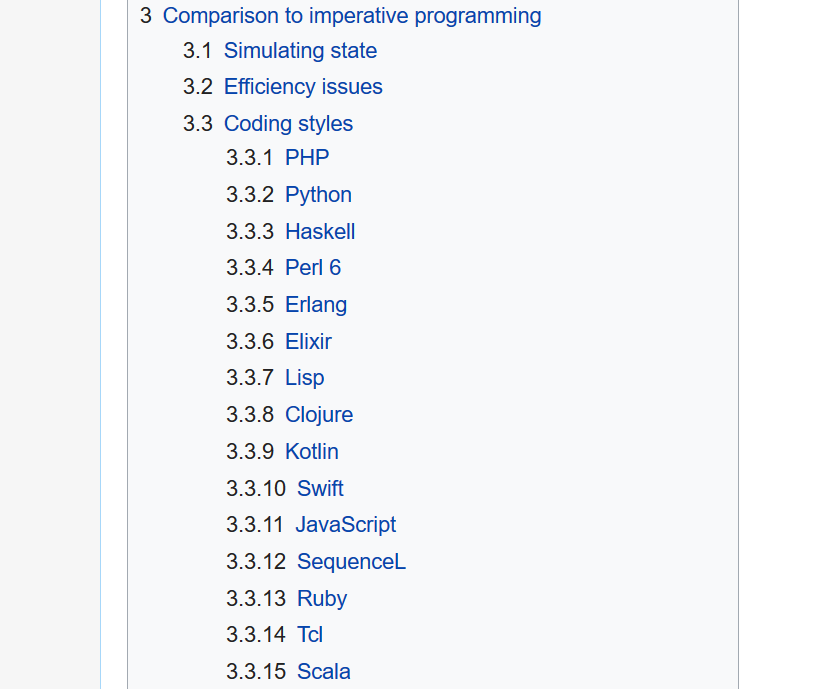 3 Comparison to imperative programming
3.1 Simulating state
3.2 Efficiency issues
3.3 Coding styles
3.3.1 PHP
3.3.2 Python
3.3.3 Haskell
3.3.4 Perl 6
3.3.5 Erlang
3.3.6 Elixir
3.3.7 Lisp
3.3.8 Clojure
3.3.9 Kotlin
3.3.10 Swift
3.3.11 JavaScript
3.3.12 SequenceL
3.3.13 Ruby
3.3.14 Tcl
3.3.15 Scala